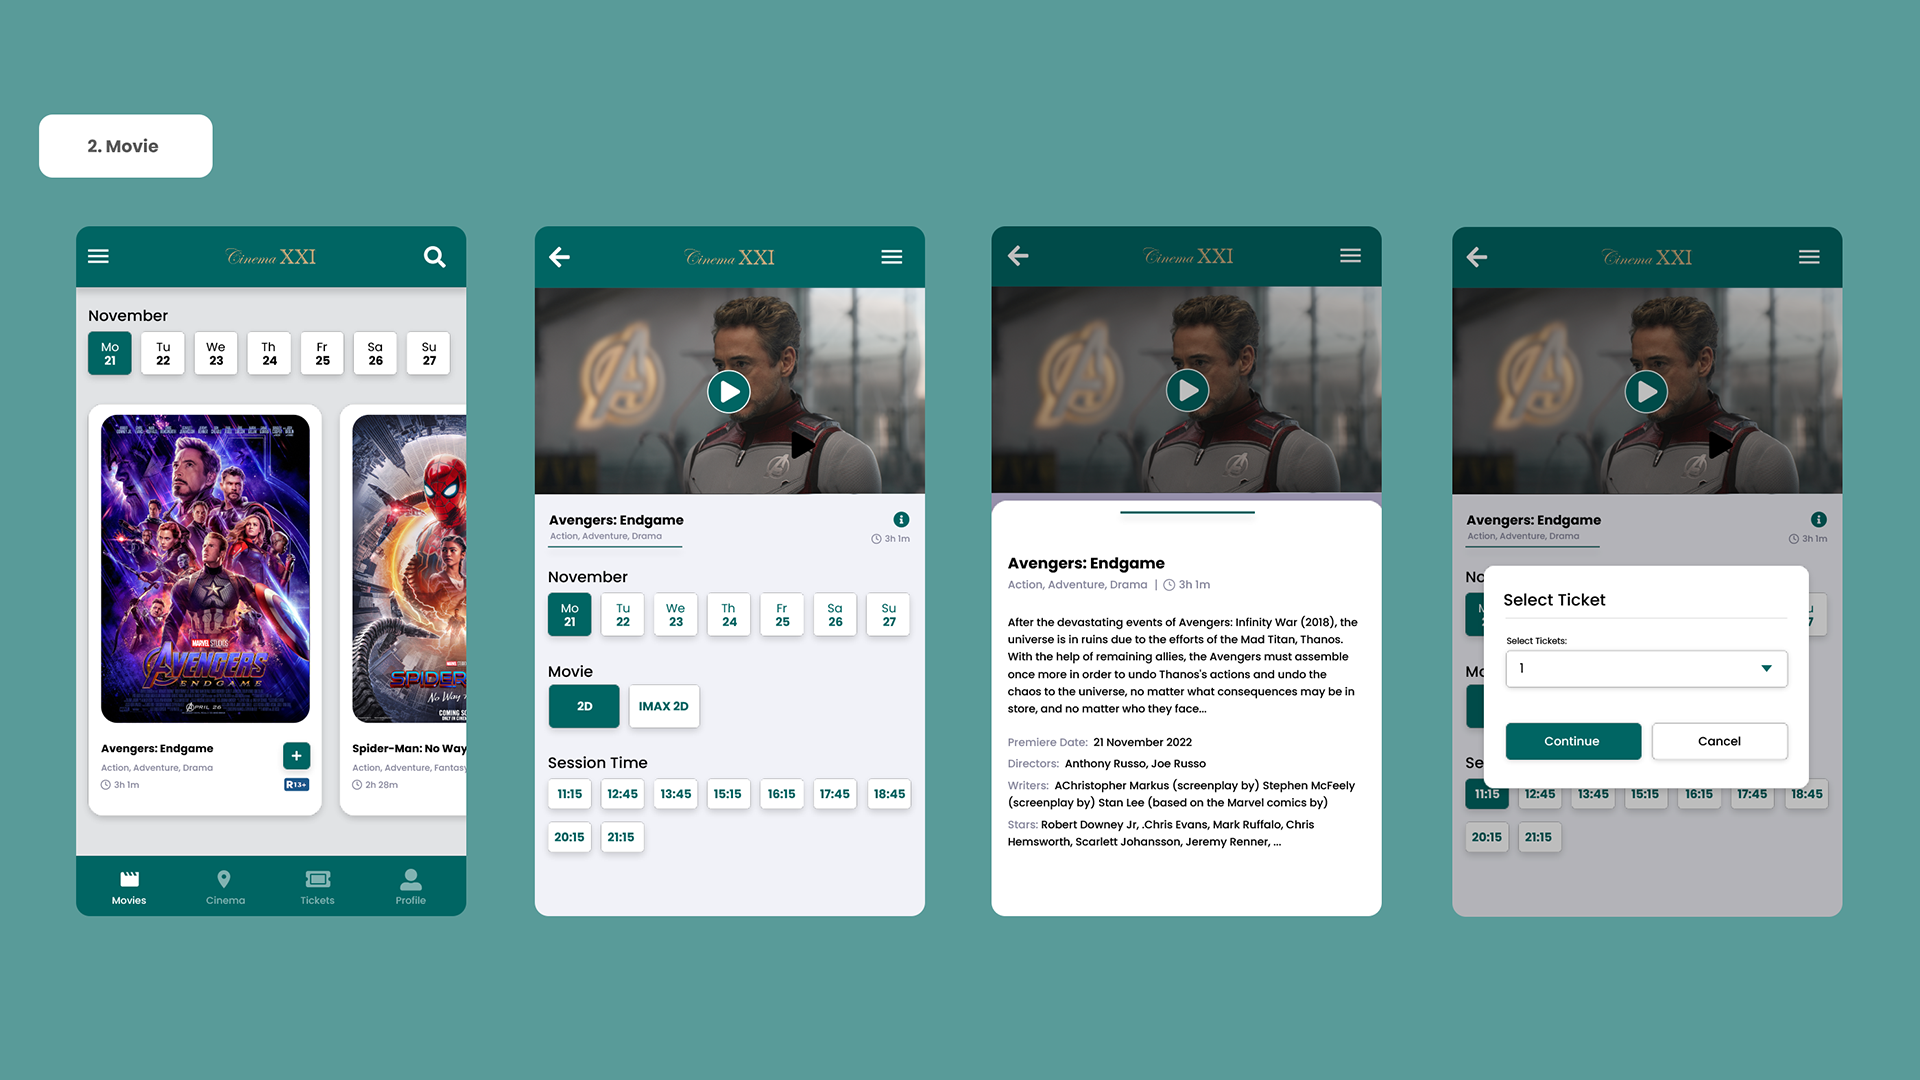 2. Movie
Cinema XXI
November
Mo Tu We Th Fr Sa Su
21 22 23 24 25 26 27
MARVEL STUDIOS
AVENGERS
ENDGAME
APRIL 26
SPIDER
No Way
COMING SO
ONLY IN CINEM
Avengers: Endgame
Action, Adventure, Drama
3h 1m
+
R13+
Spider-Man: No Way
Action, Adventure, Fantasy
2h 28m
Movies Cinema Tickets Profile
Cinema XXI
Avengers: Endgame
Action, Adventure, Drama
3h 1m
November
Mo Tu We Th Fr Sa Su
21 22 23 24 25 26 27
Movie
2D IMAX 2D
Session Time
11:15 12:45 13:45 15:15 16:15 17:45 18:45
20:15 21:15
Cinema XXI
Avengers: Endgame
Action, Adventure, Drama | 3h 1m
After the devastating events of Avengers: Infinity War (2018), the
universe is in ruins due to the efforts of the Mad Titan, Thanos.
With the help of remaining allies, the Avengers must assemble
once more in order to undo Thanos's actions and undo the
chaos to the universe, no matter what consequences may be in
store, and no matter who they face...
Premiere Date: 21 November 2022
Directors: Anthony Russo, Joe Russo
Writers: AChristopher Markus (screenplay by) Stephen McFeely
(screenplay by) Stan Lee (based on the Marvel comics by)
Stars: Robert Downey Jr, .Chris Evans, Mark Ruffalo, Chris
Hemsworth, Scarlett Johansson, Jeremy Renner, ...
Cinema XXI
Avengers: Endgame
Action, Adventure, Drama
3h 1m
No
Select Ticket
Select Tickets:
1
Continue Cancel
Mo
Se
11:15 12:45 13:45 15:15 16:15 17:45 18:45
20:15 21:15